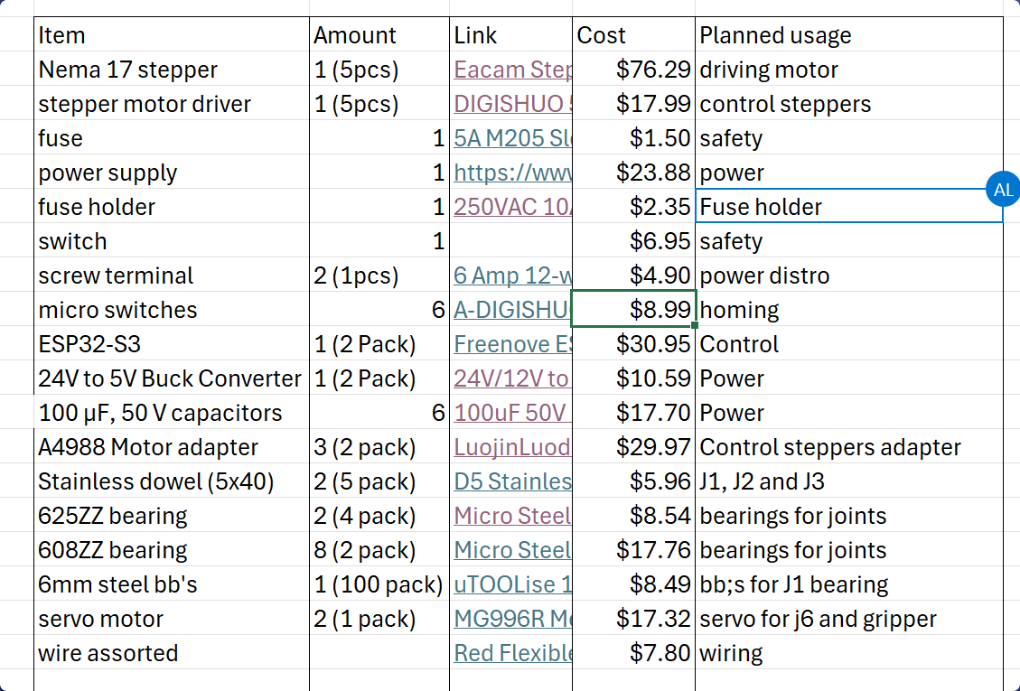 Item Amount Link Cost Planned usage
Nema 17 stepper 1 (5pcs) Eacam Step $76.29 driving motor
stepper motor driver 1 (5pcs) DIGISHUO $17.99 control steppers
fuse 1 5A M205 Slo $1.50 safety
power supply 1 https://www $23.88 power
fuse holder 1 250VAC 10A $2.35 Fuse holder AL
switch 1 $6.95 safety
screw terminal 2 (1pcs) 6 Amp 12-w $4.90 power distro
micro switches 6 A-DIGISHU $8.99 homing
ESP32-S3 1 (2 Pack) Freenove ES $30.95 Control
24V to 5V Buck Converter 1 (2 Pack) 24V/12V to $10.59 Power
100 µF, 50 V capacitors 6 100uF 50V $17.70 Power
A4988 Motor adapter 3 (2 pack) LuojinLuod $29.97 Control steppers adapter
Stainless dowel (5x40) 2 (5 pack) D5 Stainles $5.96 J1, J2 and J3
625ZZ bearing 2 (4 pack) Micro Steel $8.54 bearings for joints
608ZZ bearing 8 (2 pack) Micro Steel $17.76 bearings for joints
6mm steel bb's 1 (100 pack) uTOOLise 1 $8.49 bb;s for J1 bearing
servo motor 2 (1 pack) MG996R Me $17.32 servo for j6 and gripper
wire assorted Red Flexible $7.80 wiring